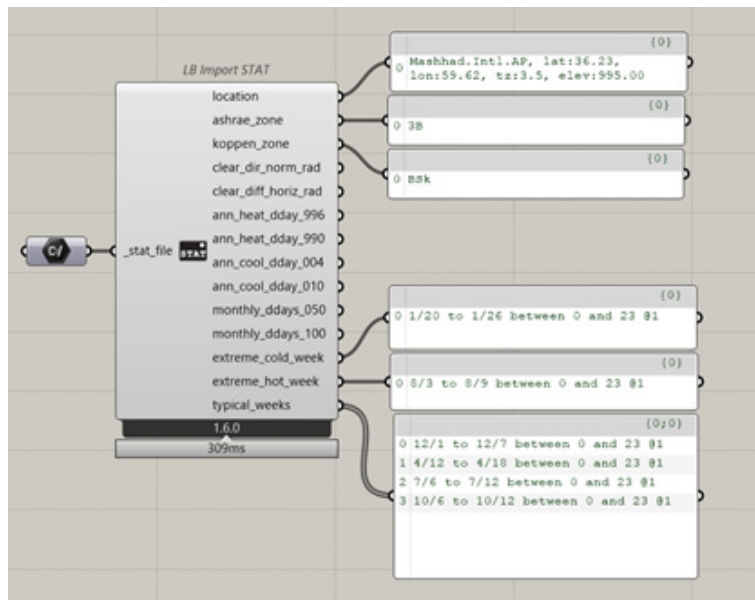 LB Import STAT
location
ashrae_zone
koppen_zone
clear_dir_norm_rad
clear_diff_horiz_rad
ann_heat_dday_996
ann_heat_dday_990
ann_cool_dday_004
ann_cool_dday_010
monthly_ddays_050
monthly_ddays_100
extreme_cold_week
extreme_hot_week
typical_weeks
C/
_stat_file
STAT
1.6.0
309ms
{0}
0 Mashhad.Intl.AP, lat:36.23,
lon:59.62, tz:3.5, elev:995.00
{0}
0 3B
{0}
0 BSk
{0}
0 1/20 to 1/26 between 0 and 23 @1
{0}
0 8/3 to 8/9 between 0 and 23 @1
{0;0}
0 12/1 to 12/7 between 0 and 23 @1
1 4/12 to 4/18 between 0 and 23 @1
2 7/6 to 7/12 between 0 and 23 @1
3 10/6 to 10/12 between 0 and 23 @1